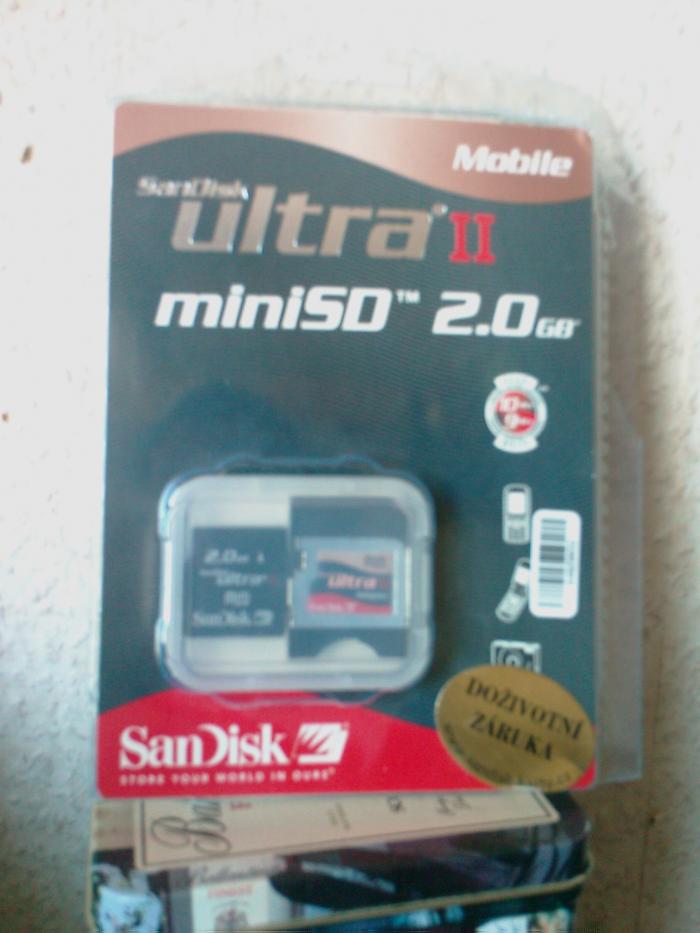 Mobile
SanDisk
ultra II
miniSD™ 2.0GB
2.0
ultra
SanDisk
ultra
DOŽIVOTNÍ
ZÁRUKA
SanDisk
STORE YOUR WORLD IN OURS